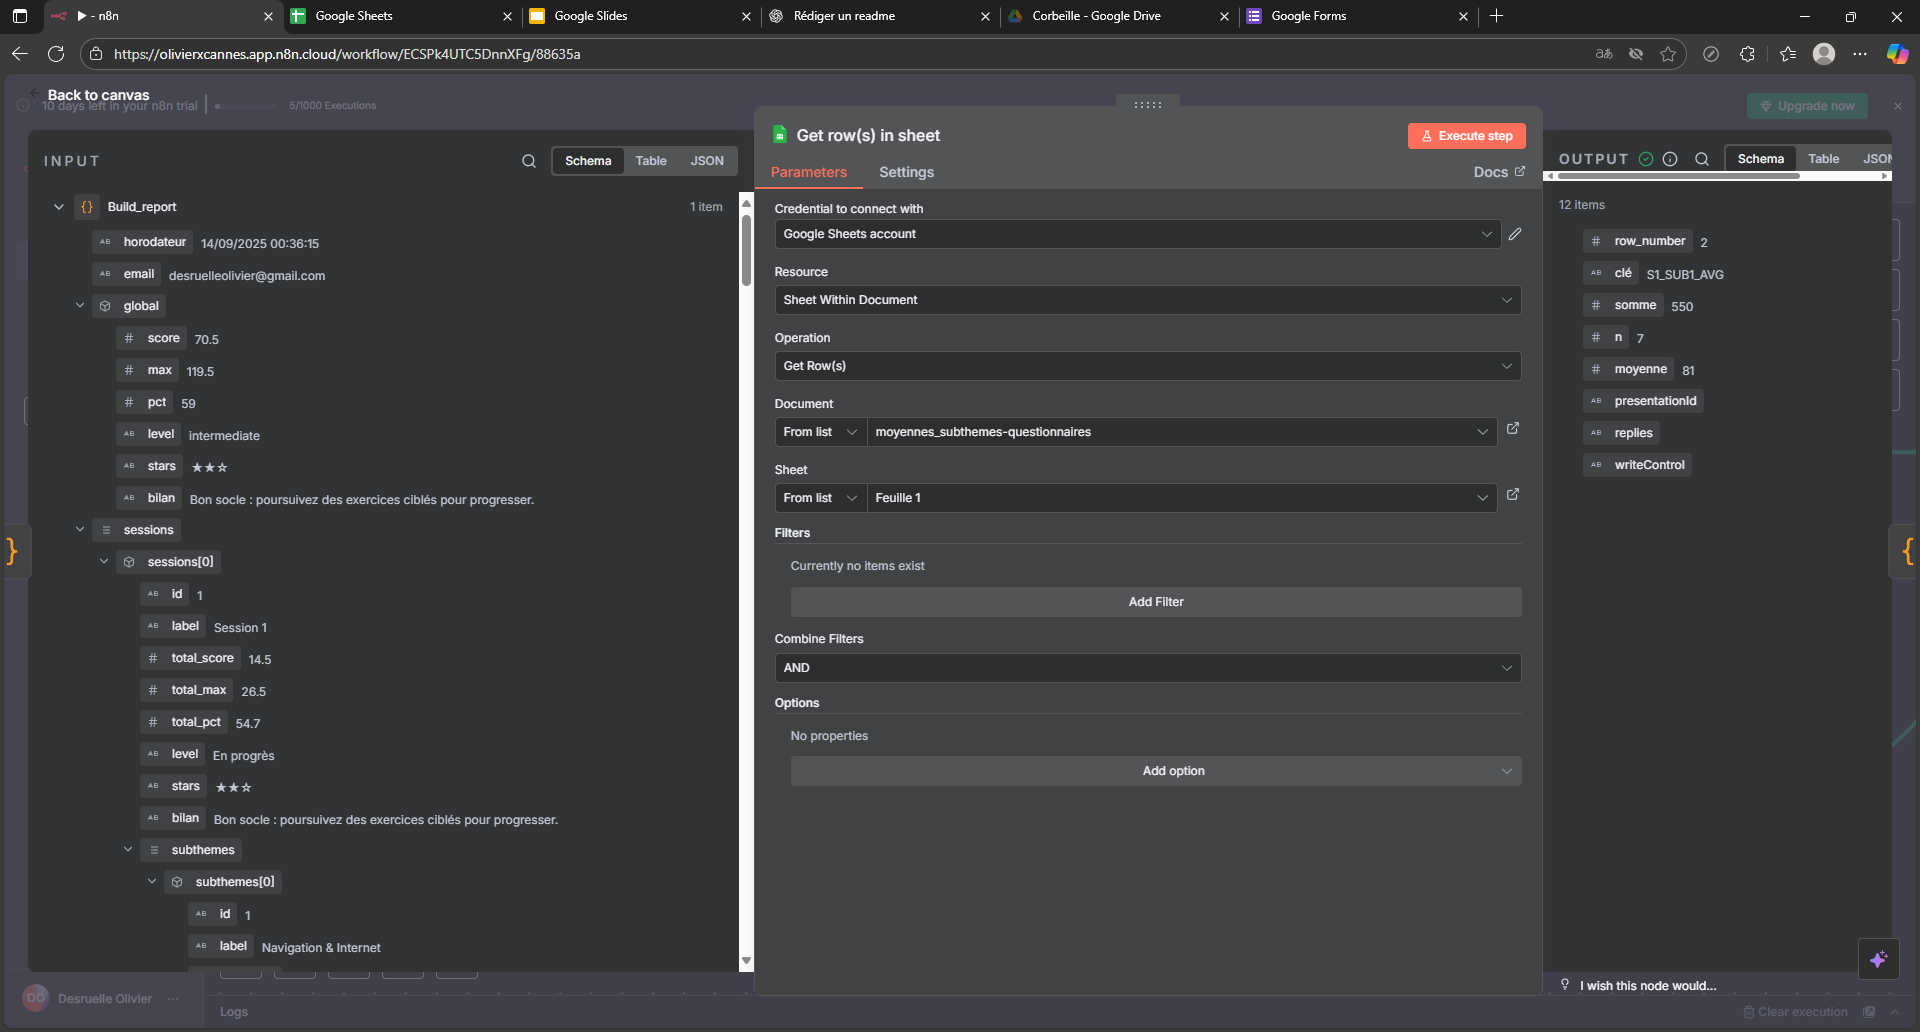 - n8n
Google Sheets
Google Slides
Rédiger un readme
Corbeille - Google Drive
Google Forms
https://olivierxcannes.app.n8n.cloud/workflow/ECSPk4UTC5DnnXFg/88635a
Back to canvas
10 days left in your n8n trial
5/1000 Executions
Upgrade now
INPUT
Schema
Table
JSON
Build_report
1 item
horodateur 14/09/2025 00:36:15
email desruelleolivier@gmail.com
global
score 70.5
max 119.5
pct 59
level intermediate
stars ★★☆
bilan Bon socle : poursuivez des exercices ciblés pour progresser.
sessions
sessions[0]
id 1
label Session 1
total_score 14.5
total_max 26.5
total_pct 54.7
level En progrès
stars ★★☆
bilan Bon socle : poursuivez des exercices ciblés pour progresser.
subthemes
subthemes[0]
id 1
label Navigation & Internet
Get row(s) in sheet
Execute step
Parameters
Settings
Docs
Credential to connect with
Google Sheets account
Resource
Sheet Within Document
Operation
Get Row(s)
Document
From list
moyennes_subthemes-questionnaires
Sheet
From list
Feuille 1
Filters
Currently no items exist
Add Filter
Combine Filters
AND
Options
No properties
Add option
OUTPUT
Schema
Table
JSON
12 items
row_number 2
clé S1_SUB1_AVG
somme 550
n 7
moyenne 81
presentationId
replies
writeControl
I wish this node would...
DO
Desruelle Olivier
Logs
Clear execution